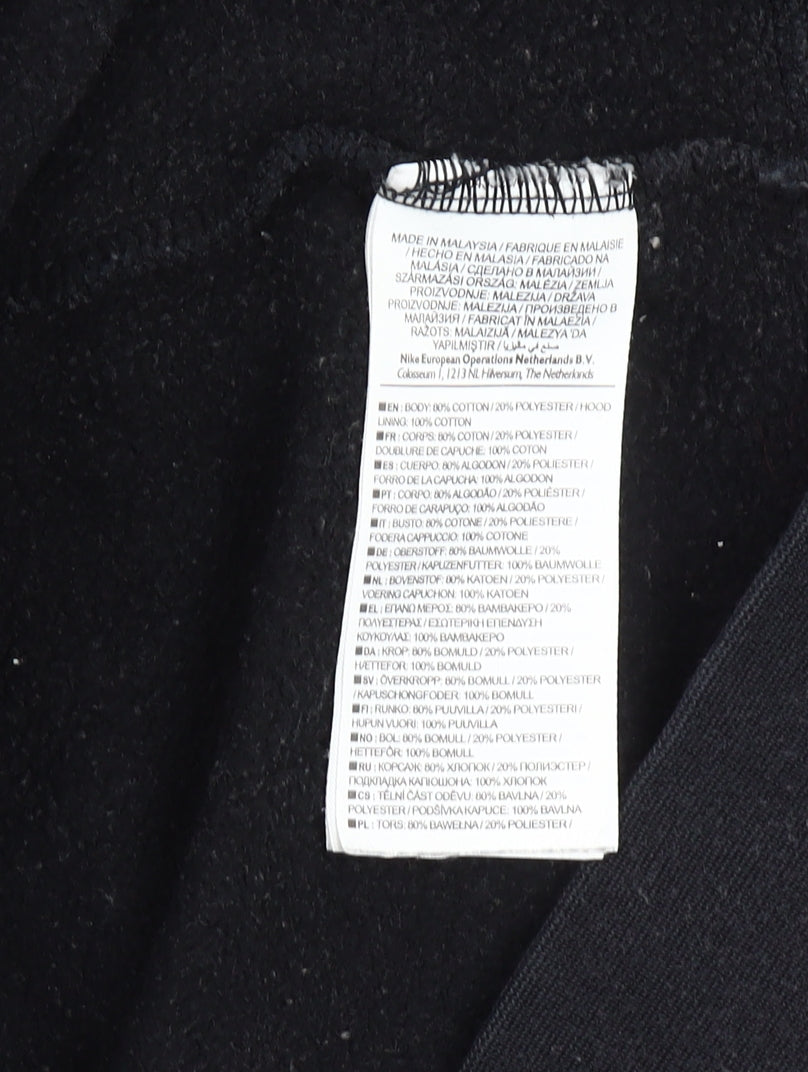 MADE IN MALAYSIA / FABRIQUE EN MALAISIE
/ HECHO EN MALASIA / FABRICADO NA
MALÁSIA / СДЕЛАНО В МАЛАЙЗИИ /
SZÁRMAZÁSI ORSZÁG: MALÉZIA / ZEMLJA
PROIZVODNJE: MALEZIJA / DRŽAVA
PROIZVODNJE: MALEZIJA / ПРОИЗВЕДЕНО В
МАЛАЙЗИЯ / FABRICAT ÎN MALAEZIA /
RAŽOTS: MALAIZIJĀ / MALEZYA'DA
YAPILMIŞTIR / صنع في ماليزيا
Nike European Operations Netherlands B.V.
Colosseum 1, 1213 NL Hilversum, The Netherlands
■EN : BODY: 80% COTTON / 20% POLYESTER / HOOD
LINING: 100% COTTON
■FR : CORPS: 80% COTON / 20% POLYESTER /
DOUBLURE DE CAPUCHE: 100% COTON
■ES : CUERPO: 80% ALGODON / 20% POLIESTER /
FORRO DE LA CAPUCHA: 100% ALGODON
■PT : CORPO: 80% ALGODÃO / 20% POLIÉSTER /
FORRO DE CARAPUÇO: 100% ALGODÃO
■IT : BUSTO: 80% COTONE / 20% POLIESTERE /
FODERA CAPPUCCIO: 100% COTONE
■DE : OBERSTOFF: 80% BAUMWOLLE / 20%
POLYESTER / KAPUZENFUTTER: 100% BAUMWOLLE
■NL : BOVENSTOF: 80% KATOEN / 20% POLYESTER /
VOERING CAPUCHON: 100% KATOEN
■EL : ΕΠΑΝΩ ΜΕΡΟΣ: 80% ΒΑΜΒΑΚΕΡΟ / 20%
ΠΟΛΥΕΣΤΕΡΑΣ / ΕΣΩΤΕΡΙΚΗ ΕΠΕΝΔΥΣΗ
ΚΟΥΚΟΥΛΑΣ: 100% ΒΑΜΒΑΚΕΡΟ
■DA : KROP: 80% BOMULD / 20% POLYESTER /
HÆTTEFOR: 100% BOMULD
■SV : ÖVERKROPP: 80% BOMULL / 20% POLYESTER
/ KAPUSCHONGFODER: 100% BOMULL
■FI : RUNKO: 80% PUUVILLA / 20% POLYESTERI /
HUPUN VUORI: 100% PUUVILLA
■NO : BOL: 80% BOMULL / 20% POLYESTER /
HETTEFÔR: 100% BOMULL
■RU : КОРСАЖ: 80% ХЛОПОК / 20% ПОЛИЭСТЕР /
ПОДКЛАДКА КАПЮШОНА: 100% ХЛОПОК
■CS : TĚLNÍ ČÁST ODĚVU: 80% BAVLNA / 20%
POLYESTER / PODŠÍVKA KAPUCE: 100% BAVLNA
■PL : TORS: 80% BAWEŁNA / 20% POLIESTER /